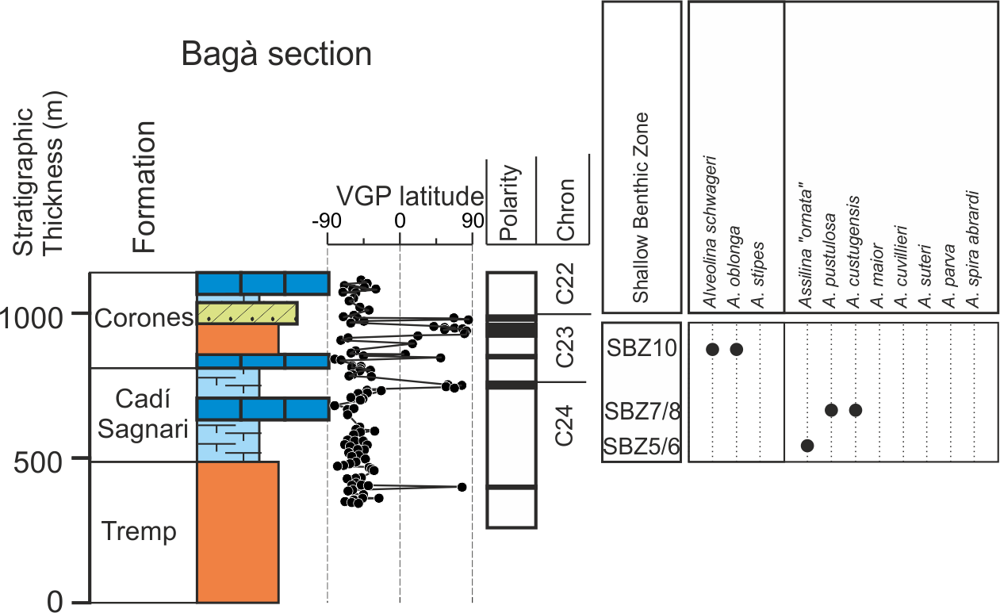 Bagà section
Stratigraphic
Thickness (m)
Formation
VGP latitude
-90
0
90
Polarity
Chron
Shallow Benthic Zone
Alveolina schwageri
A. oblonga
A. stipes
Assilina "ornata"
A. pustulosa
A. custugensis
A. maior
A. cuvillieri
A. suteri
A. parva
A. spira abrardi
1000
500
0
Corones
Cadí
Sagnari
Tremp
C22
C23
C24
SBZ10
SBZ7/8
SBZ5/6